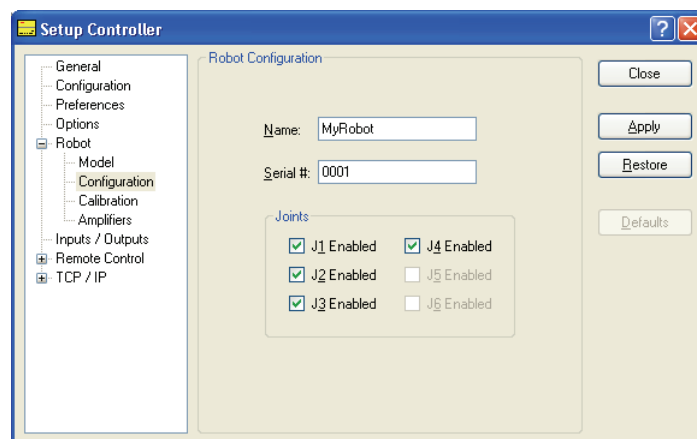 Setup Controller
General
Configuration
Preferences
Options
Robot
Model
Configuration
Calibration
Amplifiers
Inputs / Outputs
Remote Control
TCP / IP
Robot Configuration
Name: MyRobot
Serial #: 0001
Joints
J1 Enabled J4 Enabled
J2 Enabled J5 Enabled
J3 Enabled J6 Enabled
Close
Apply
Restore
Defaults